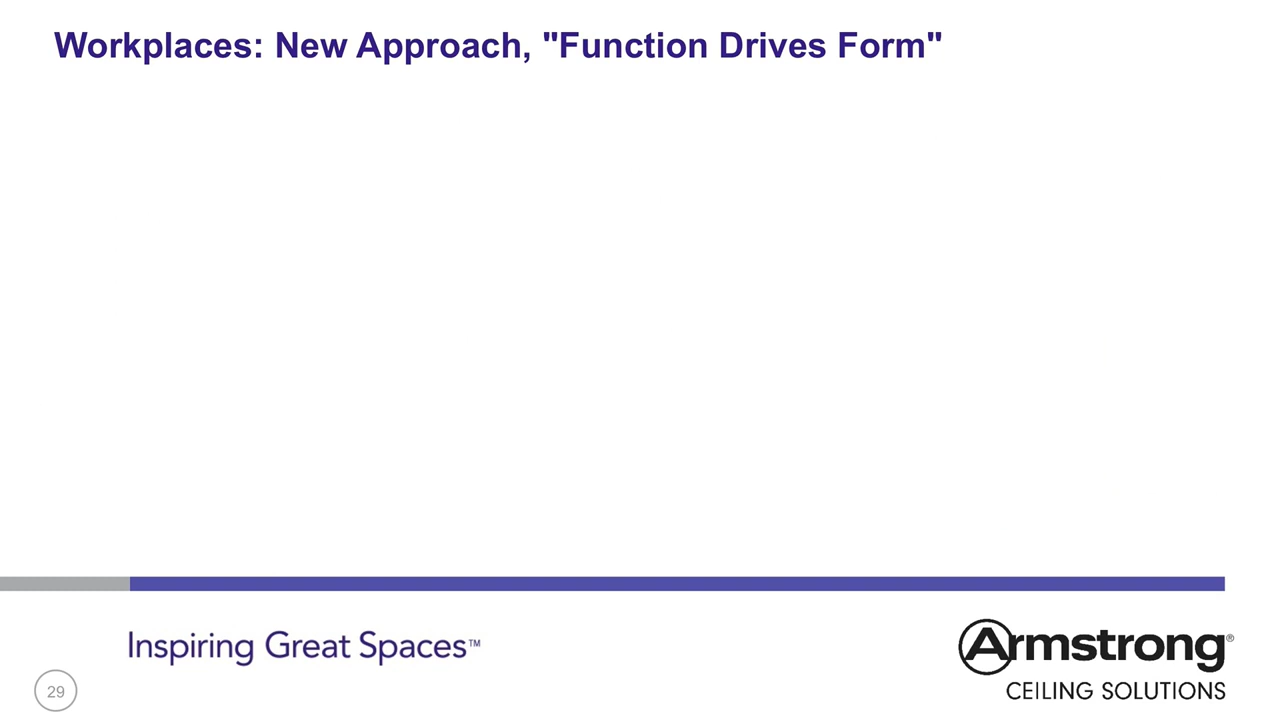 Workplaces: New Approach, "Function Drives Form"
Inspiring Great Spaces™
Armstrong®
CEILING SOLUTIONS
29